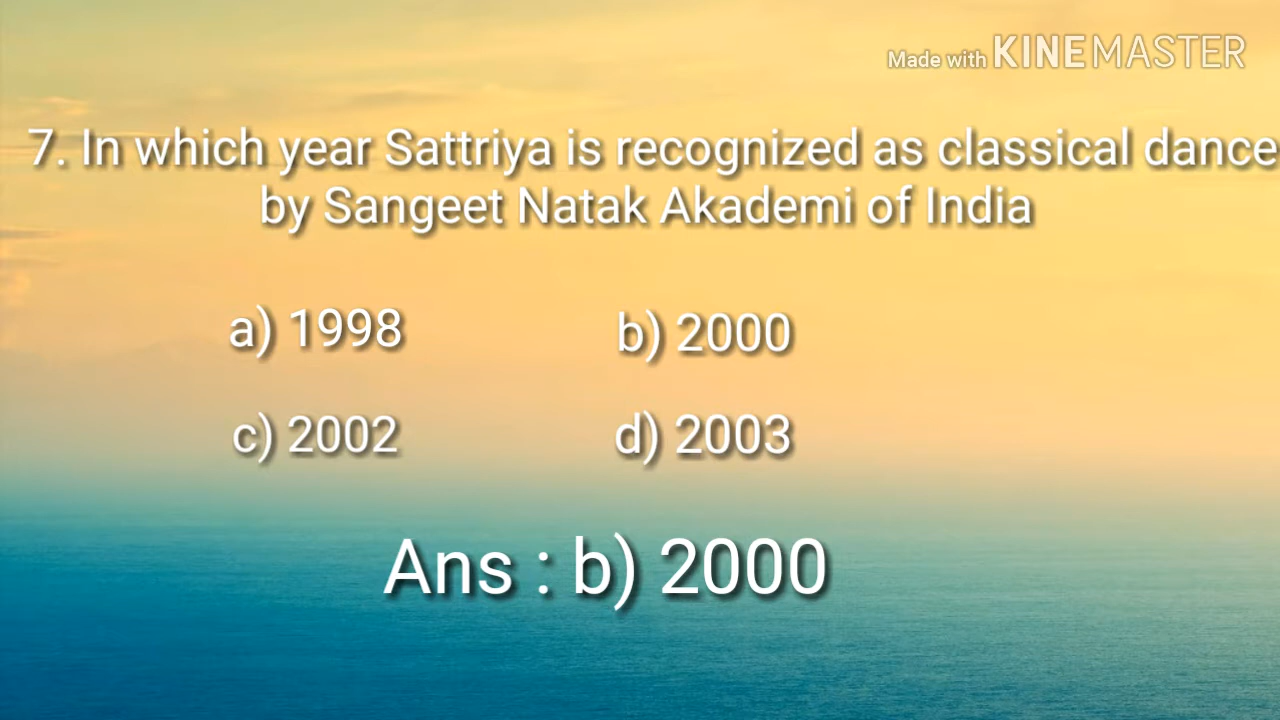 Made with KINEMASTER
7. In which year Sattriya is recognized as classical dance
by Sangeet Natak Akademi of India
a) 1998
b) 2000
c) 2002
d) 2003
Ans : b) 2000